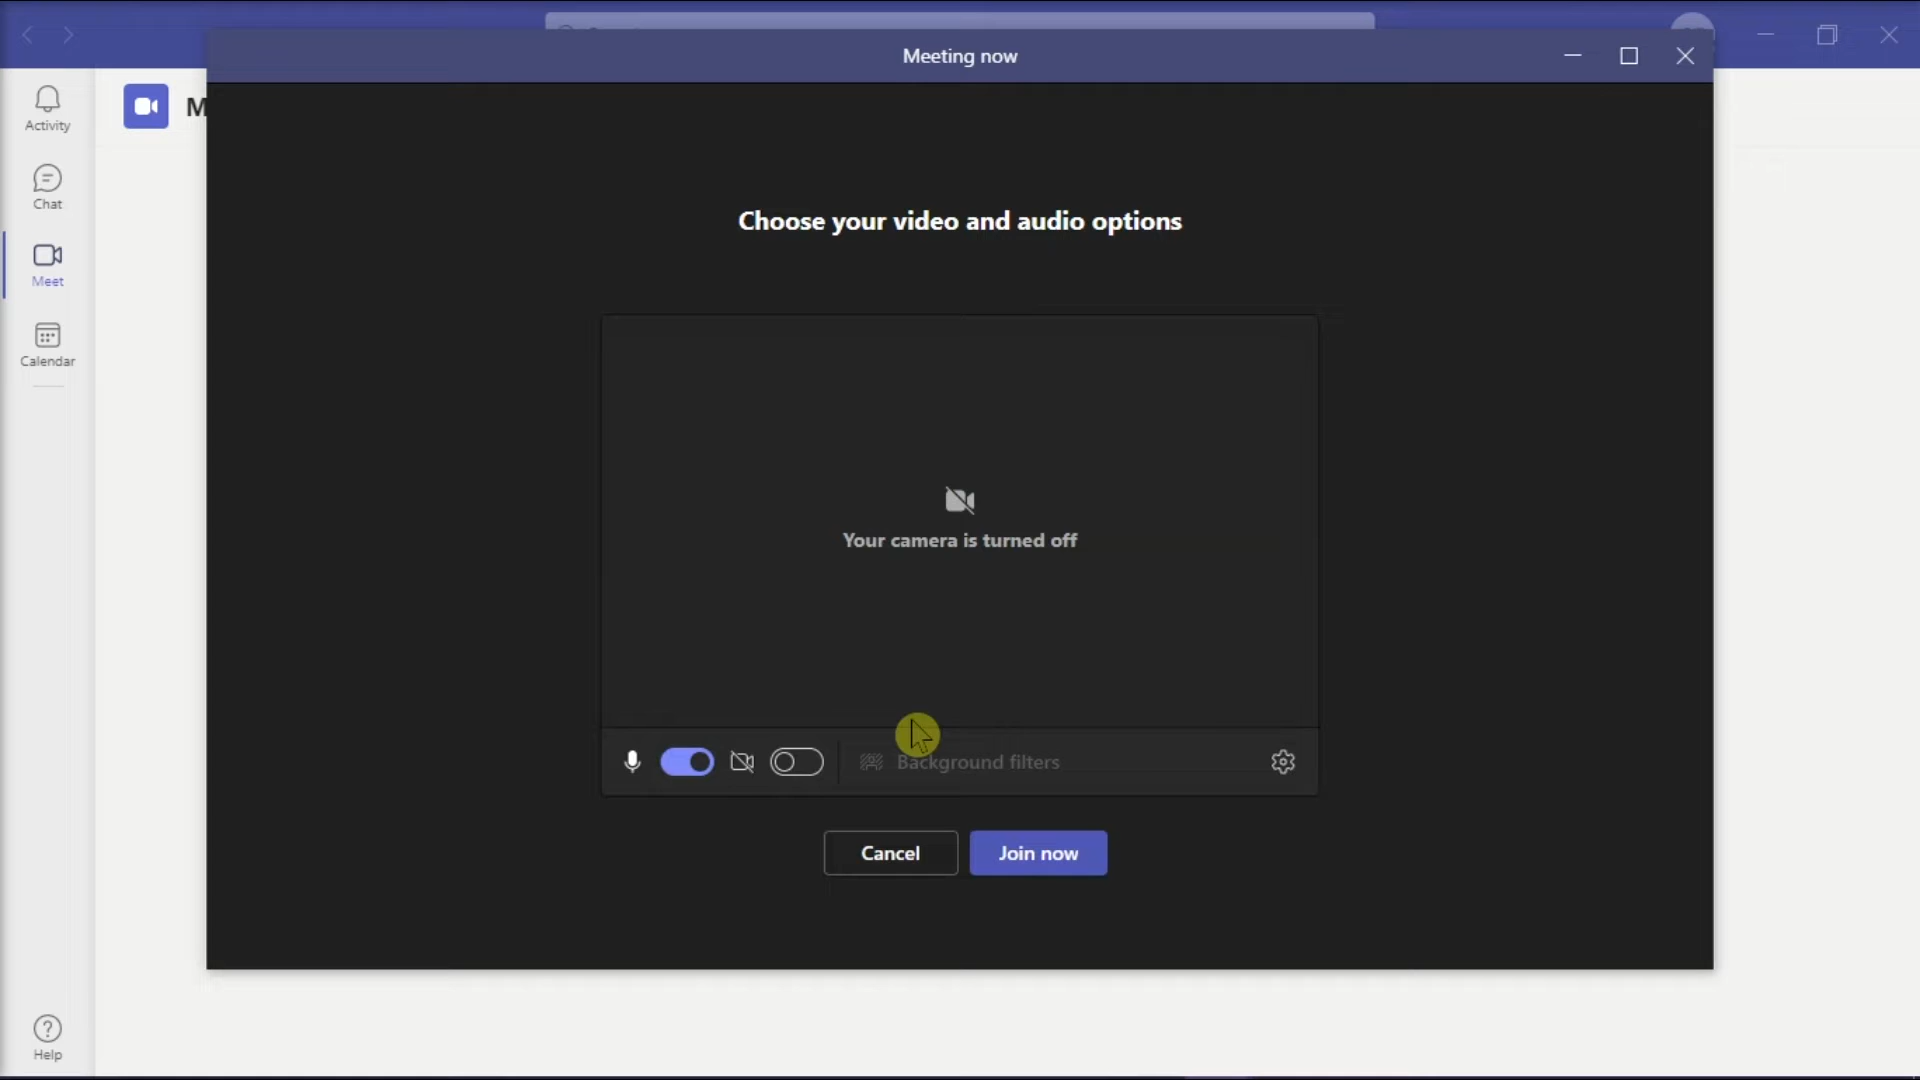 Meeting now
Activity
M
Chat
Choose your video and audio options
Meet
Calendar
Your camera is turned off
Background filters
Cancel
Join now
Help